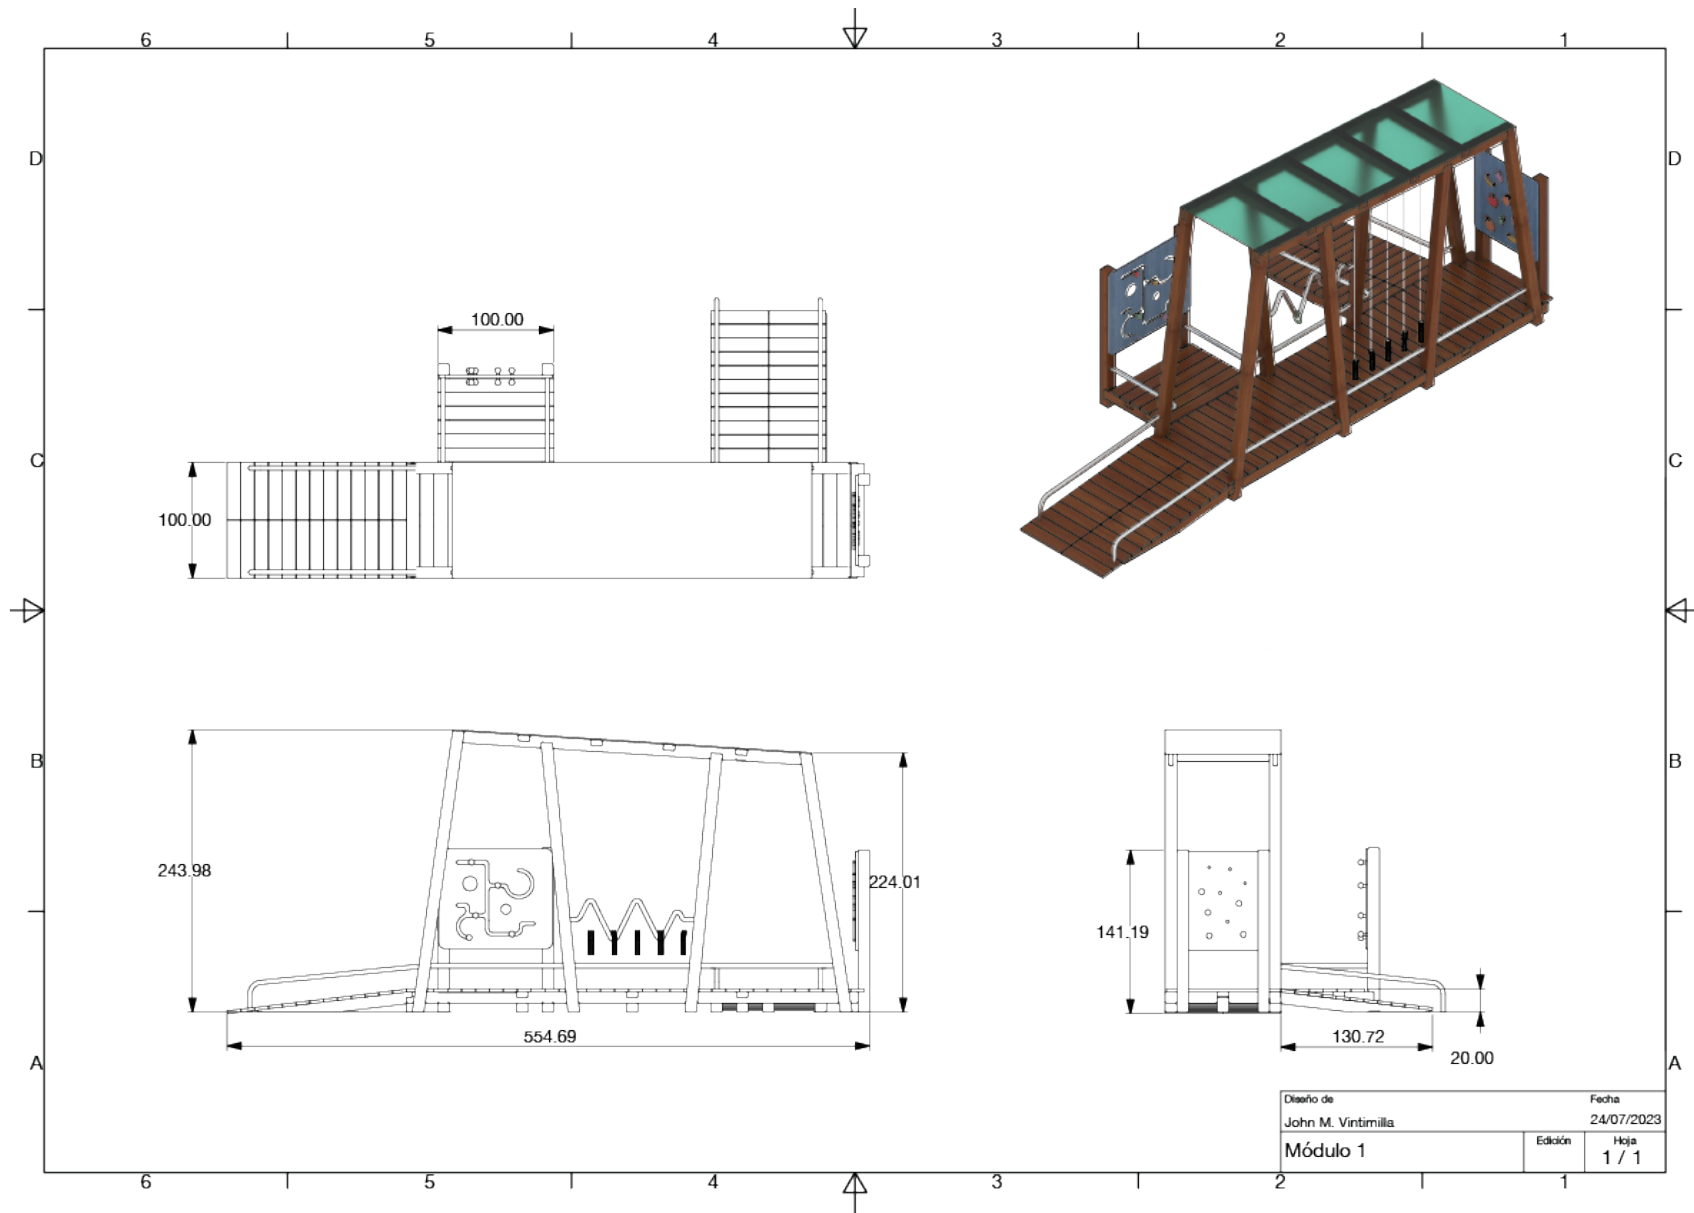 6 5 4 3 2 1
D D
100.00
C C
100.00
B B
243.98
224.01
141.19
554.69
130.72
20.00
A A
Diseño de Fecha
John M. Vintimilla 24/07/2023
Módulo 1 Edición Hoja
1 / 1
6 5 4 3 2 1